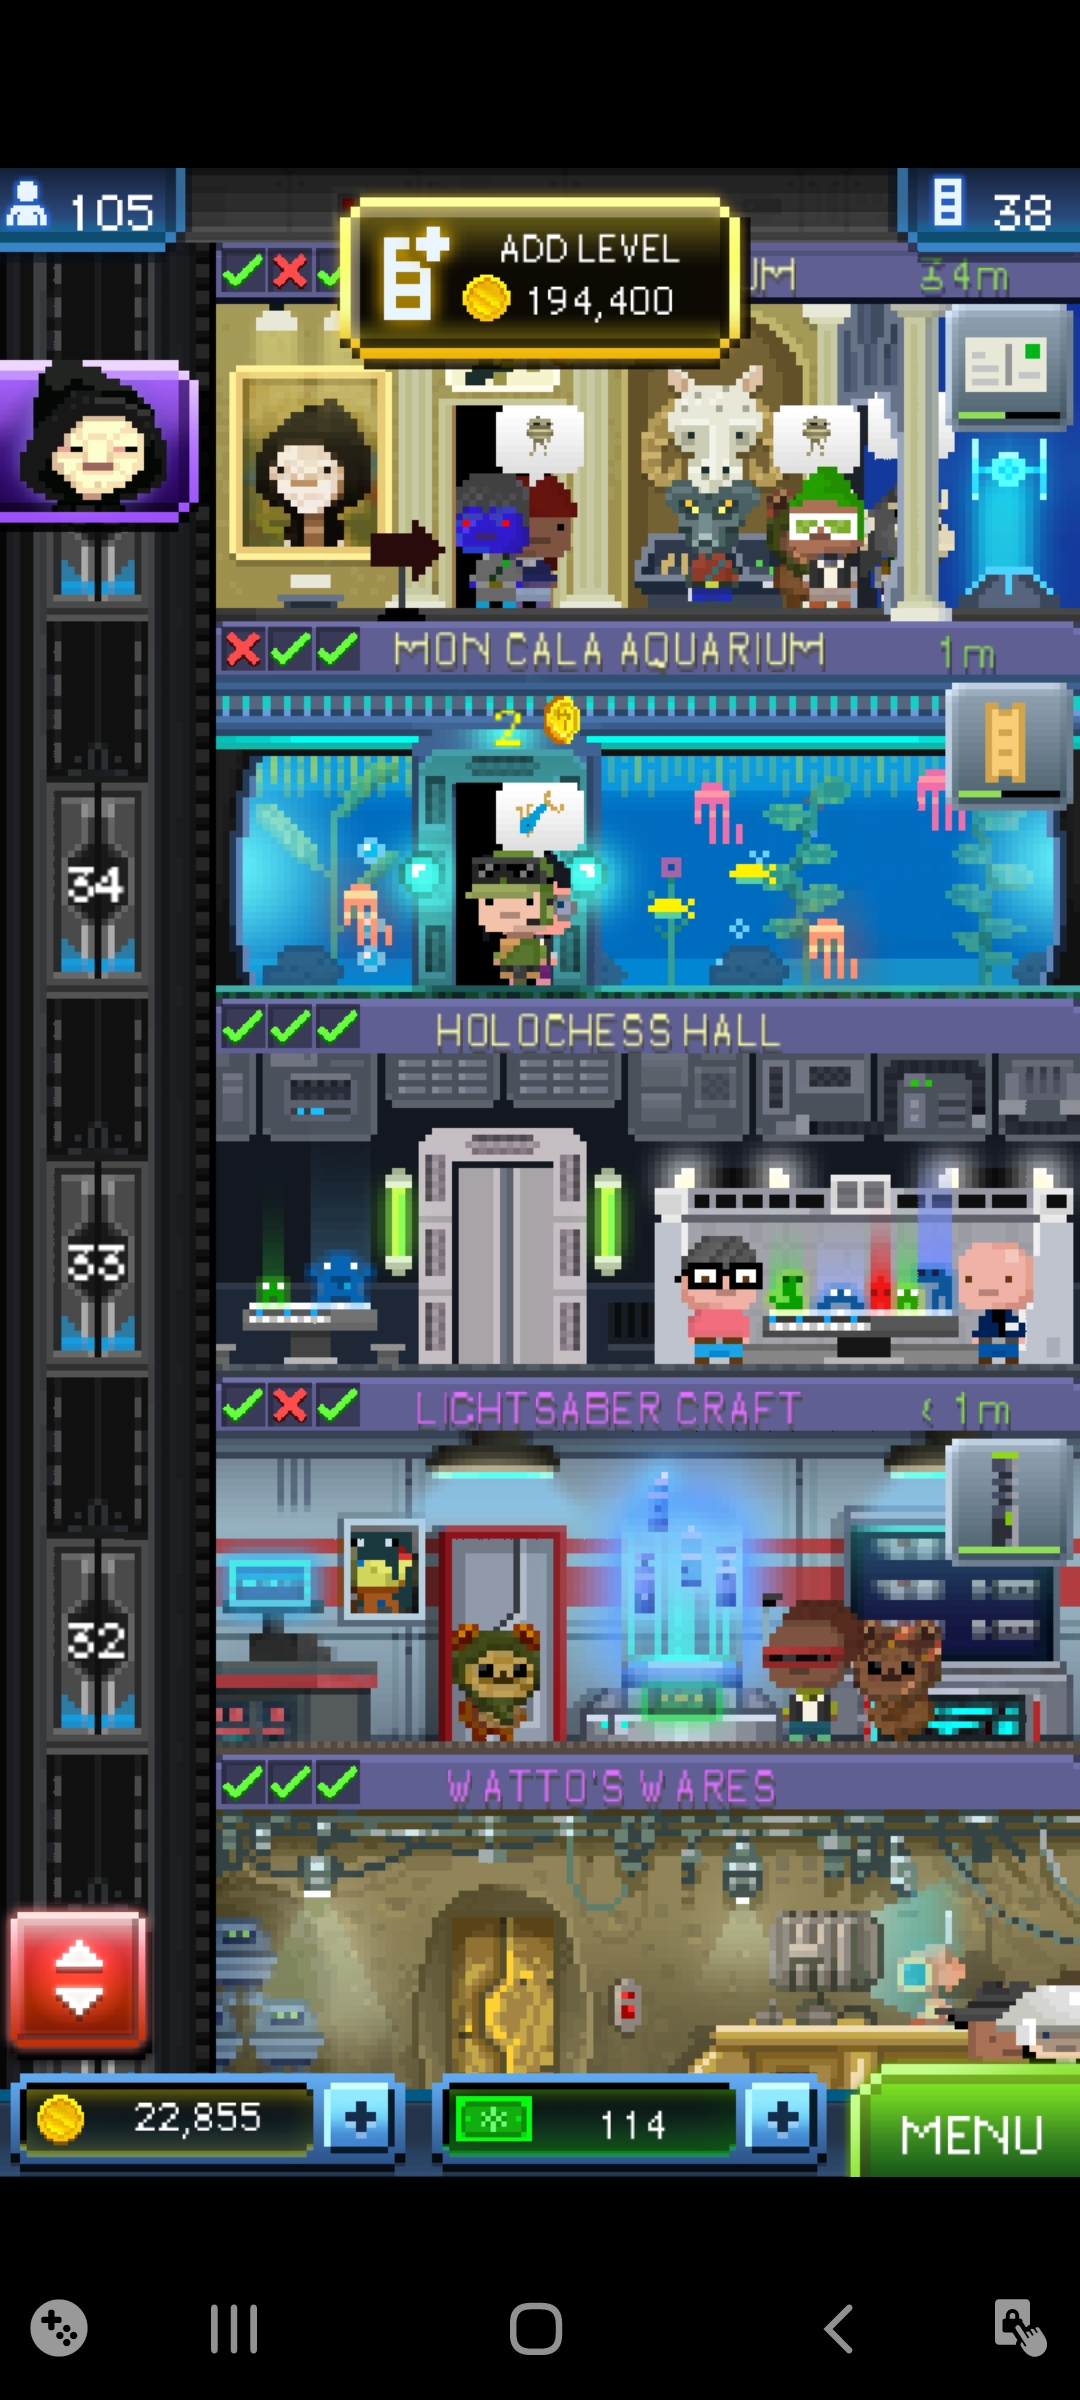 105
ADD LEVEL
194,400
38
UM
34m
MON CALA AQUARIUM
1m
2
34
HOLOCHESS HALL
33
LIGHTSABER CRAFT
< 1m
32
WATTO'S WARES
22,855
114
MENU